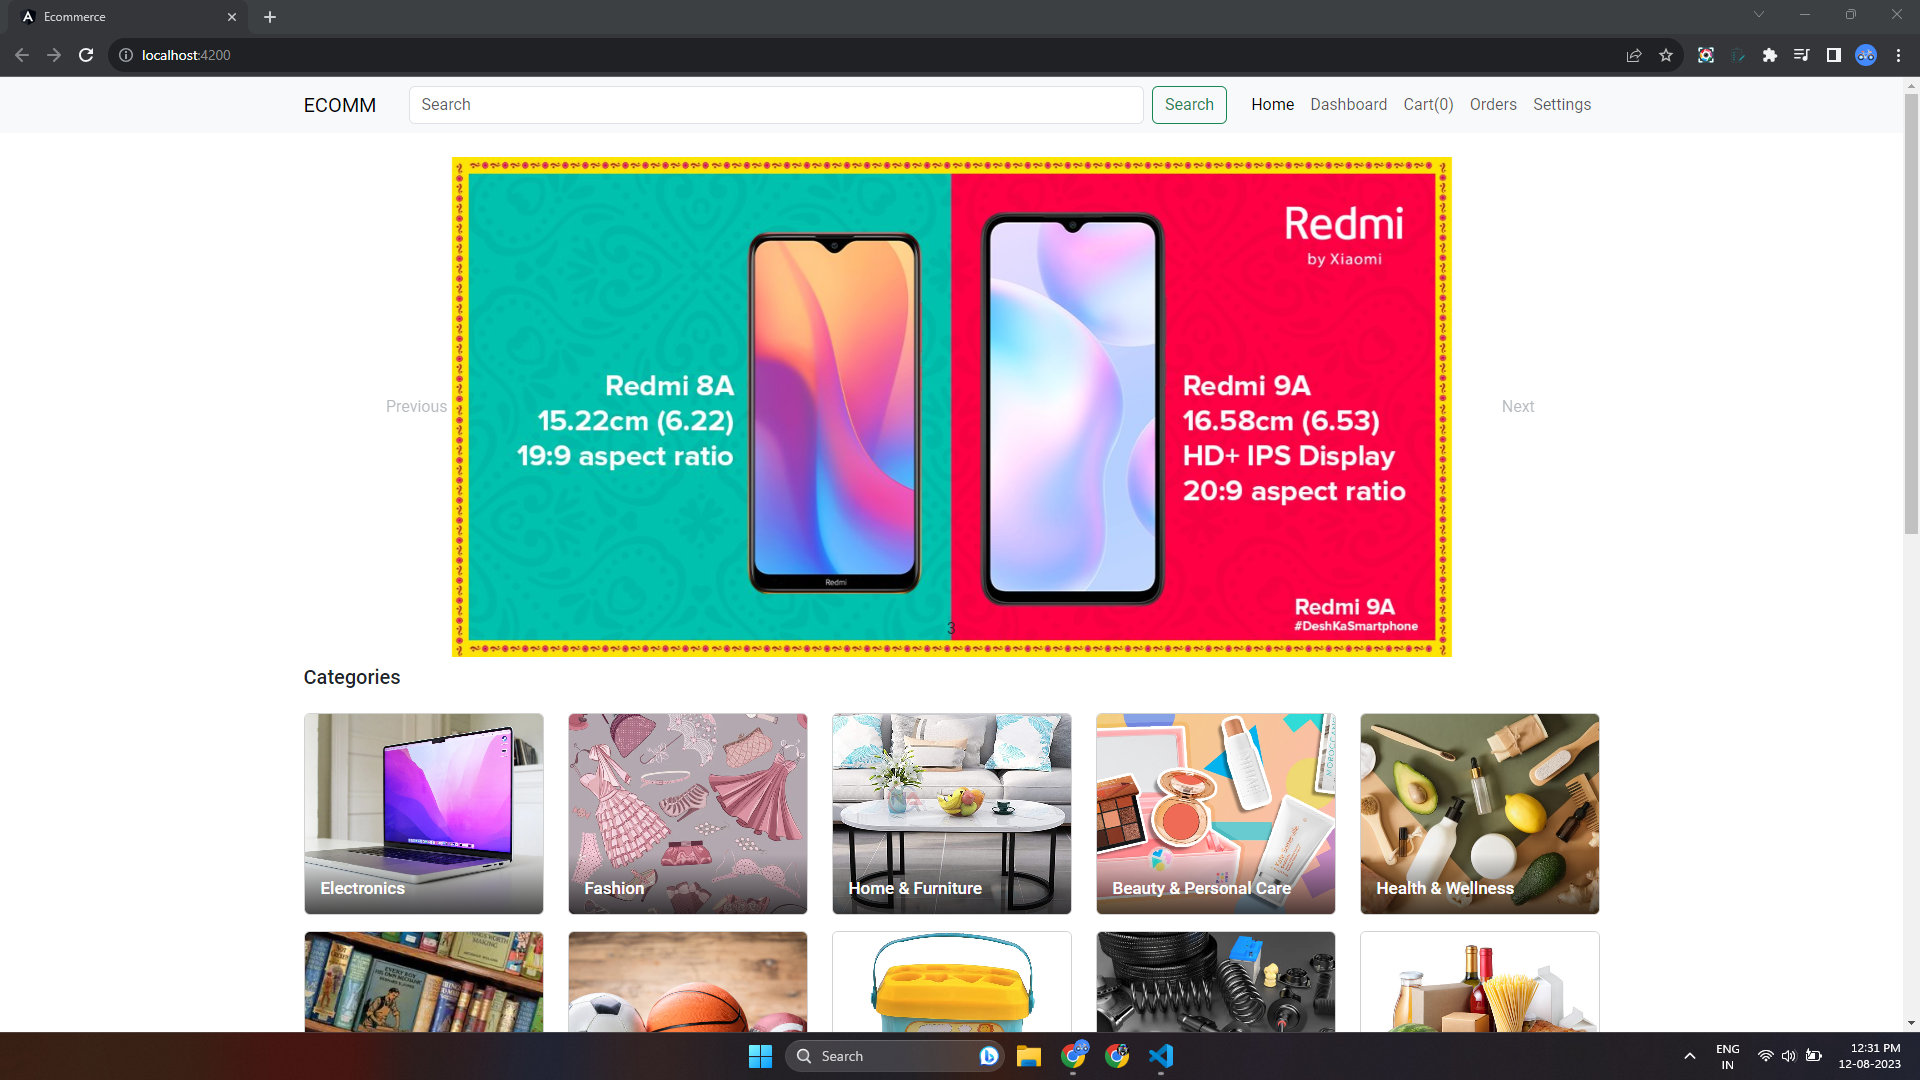 Ecommerce
localhost:4200
ECOMM
Search
Search
Home
Dashboard
Cart(0)
Orders
Settings
Redmi
by Xiaomi
Previous
Redmi 8A
15.22cm (6.22)
19:9 aspect ratio
Redmi
Redmi 9A
16.58cm (6.53)
HD+ IPS Display
20:9 aspect ratio
Next
Redmi 9A
#DeshKaSmartphone
3
Categories
Electronics
Fashion
Home & Furniture
Beauty & Personal Care
Health & Wellness
Search
ENG
IN
12:31 PM
12-08-2023